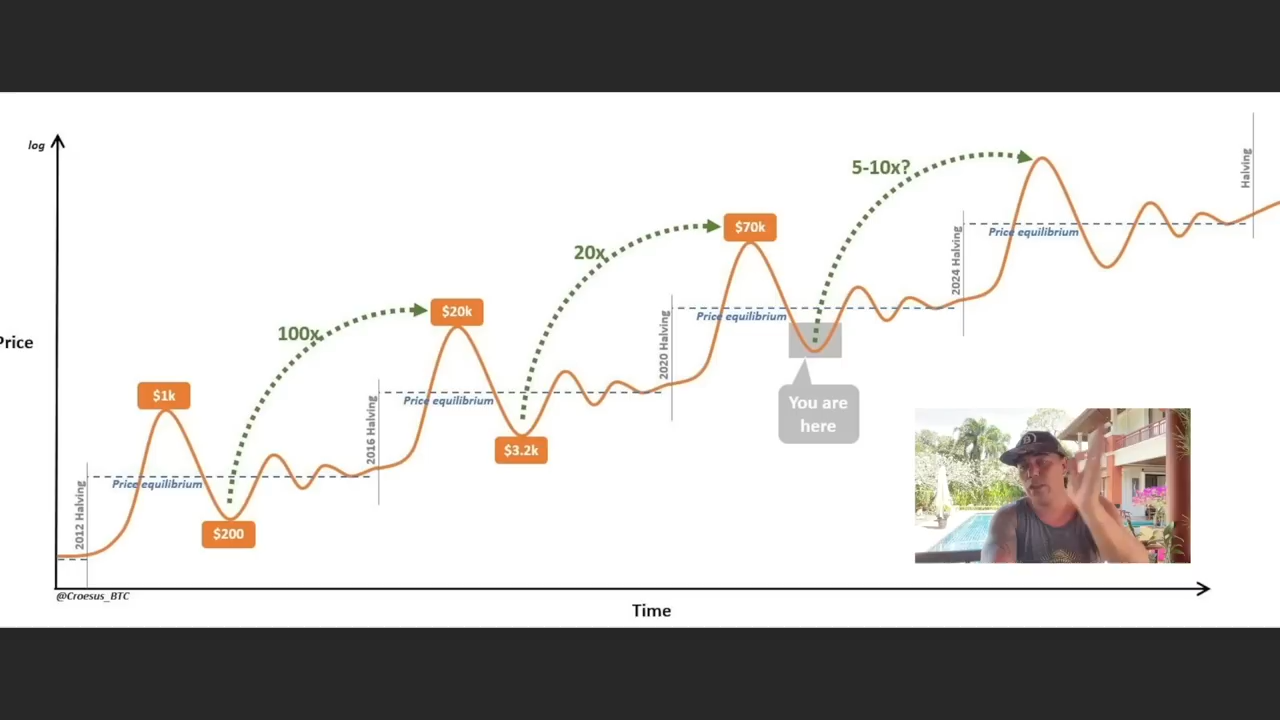 log
5-10x?
Halving
$70k
Price equilibrium
20x
2024 Halving
$20k
Price equilibrium
100x
2020 Halving
Price
You are
here
$1k
Price equilibrium
2016 Halving
$3.2k
Price equilibrium
2012 Halving
$200
@Croesus_BTC
Time